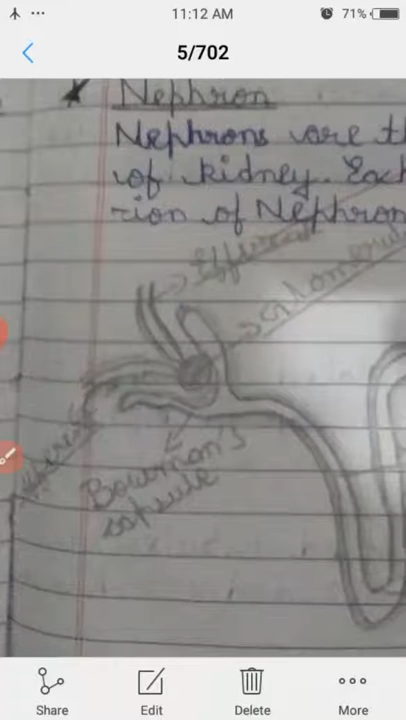 11:12 AM
71%
5/702
Nephron
Nephrons are th
of kidney. Each
rion of Nephron
Efferent
Bowman's
capsule
Share Edit Delete More